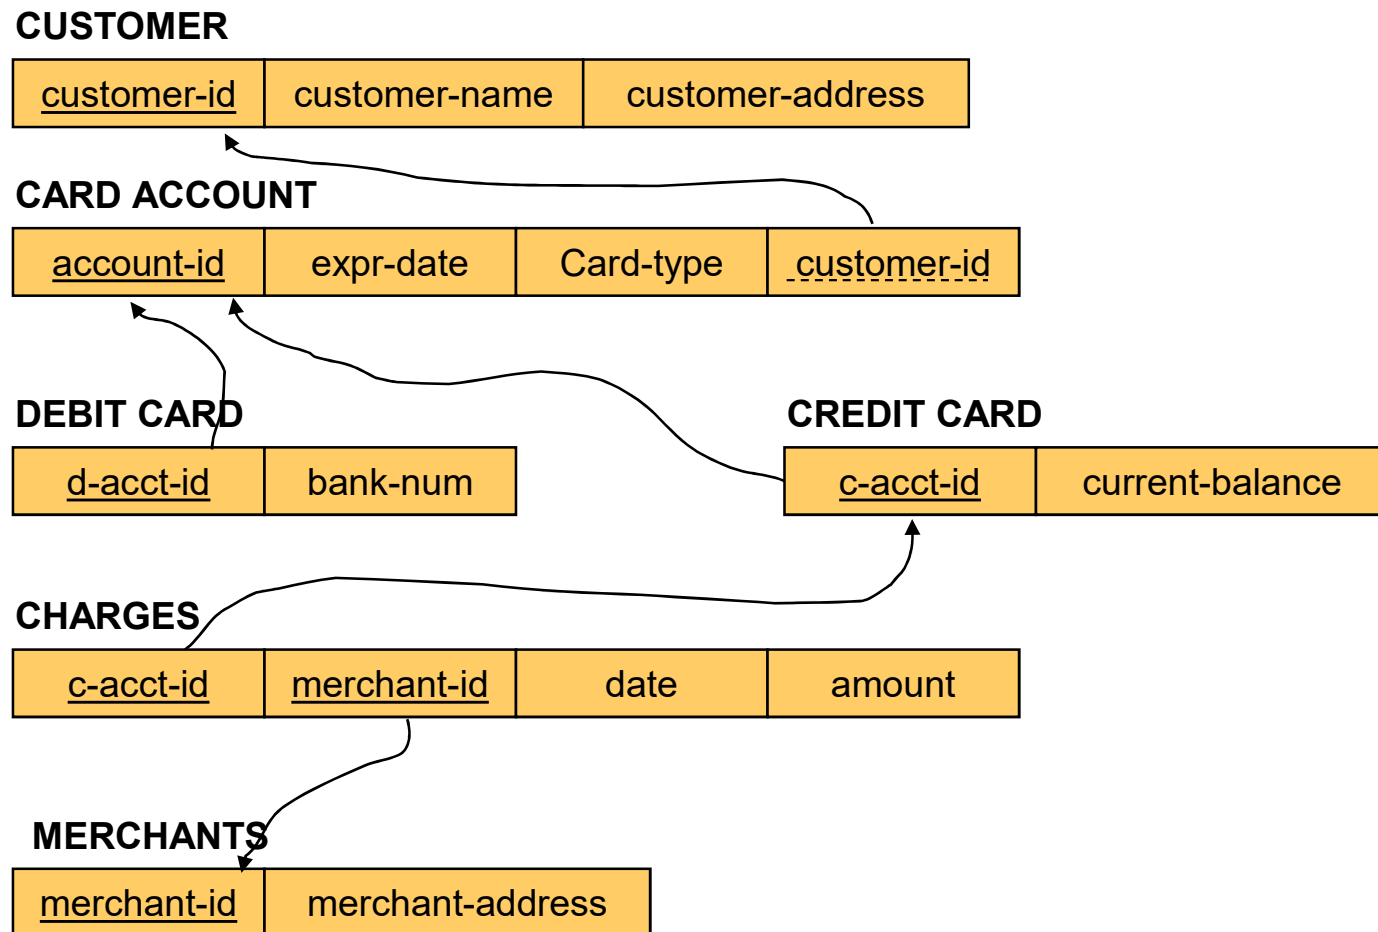 CUSTOMER
customer-id customer-name customer-address
CARD ACCOUNT
account-id expr-date Card-type customer-id
DEBIT CARD CREDIT CARD
d-acct-id bank-num c-acct-id current-balance
CHARGES
c-acct-id merchant-id date amount
MERCHANTS
merchant-id merchant-address